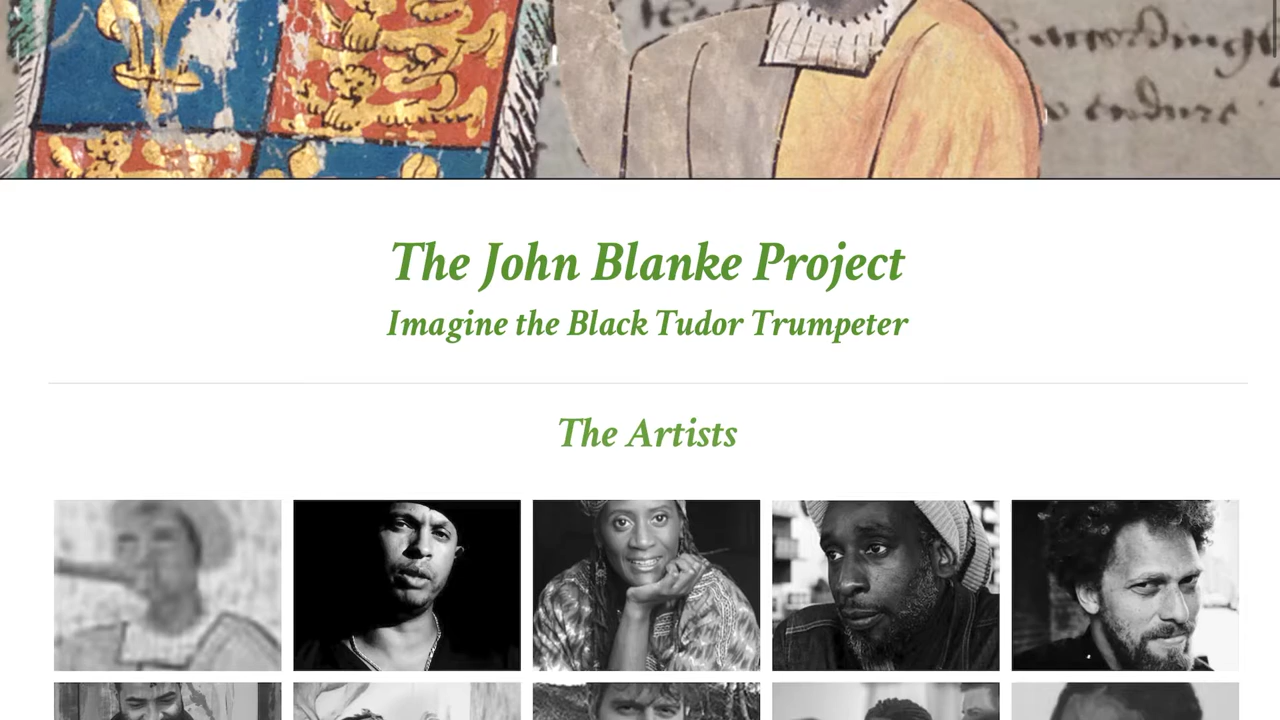 The John Blanke Project
Imagine the Black Tudor Trumpeter
The Artists